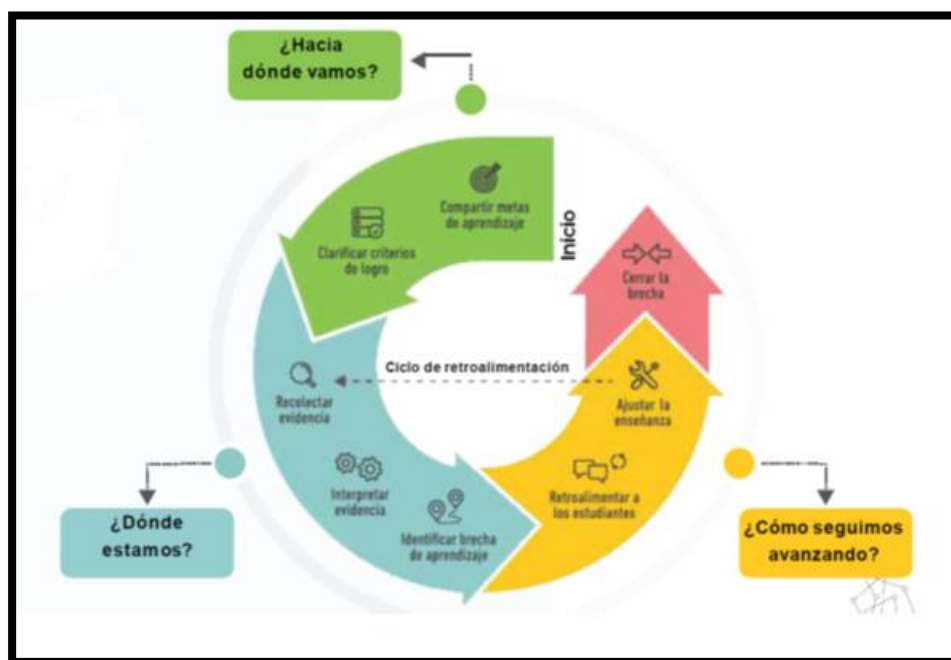 ¿Hacia
dónde vamos?
Compartir metas
de aprendizaje
Inicio
Clarificar criterios
de logro
Cerrar la
brecha
Ciclo de retroalimentación
Recolectar
evidencia
Ajustar la
enseñanza
Interpretar
evidencia
Retroalimentar a
los estudiantes
Identificar brecha
de aprendizaje
¿Dónde
estamos?
¿Cómo seguimos
avanzando?